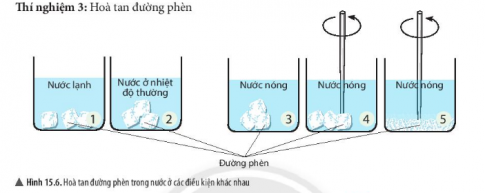 Thí nghiệm 3: Hoà tan đường phèn
Nước lạnh
1
Nước ở nhiệt
độ thường
2
Nước nóng
3
Nước nóng
4
Nước nóng
5
Đường phèn
▲ Hình 15.6. Hoà tan đường phèn trong nước ở các điều kiện khác nhau